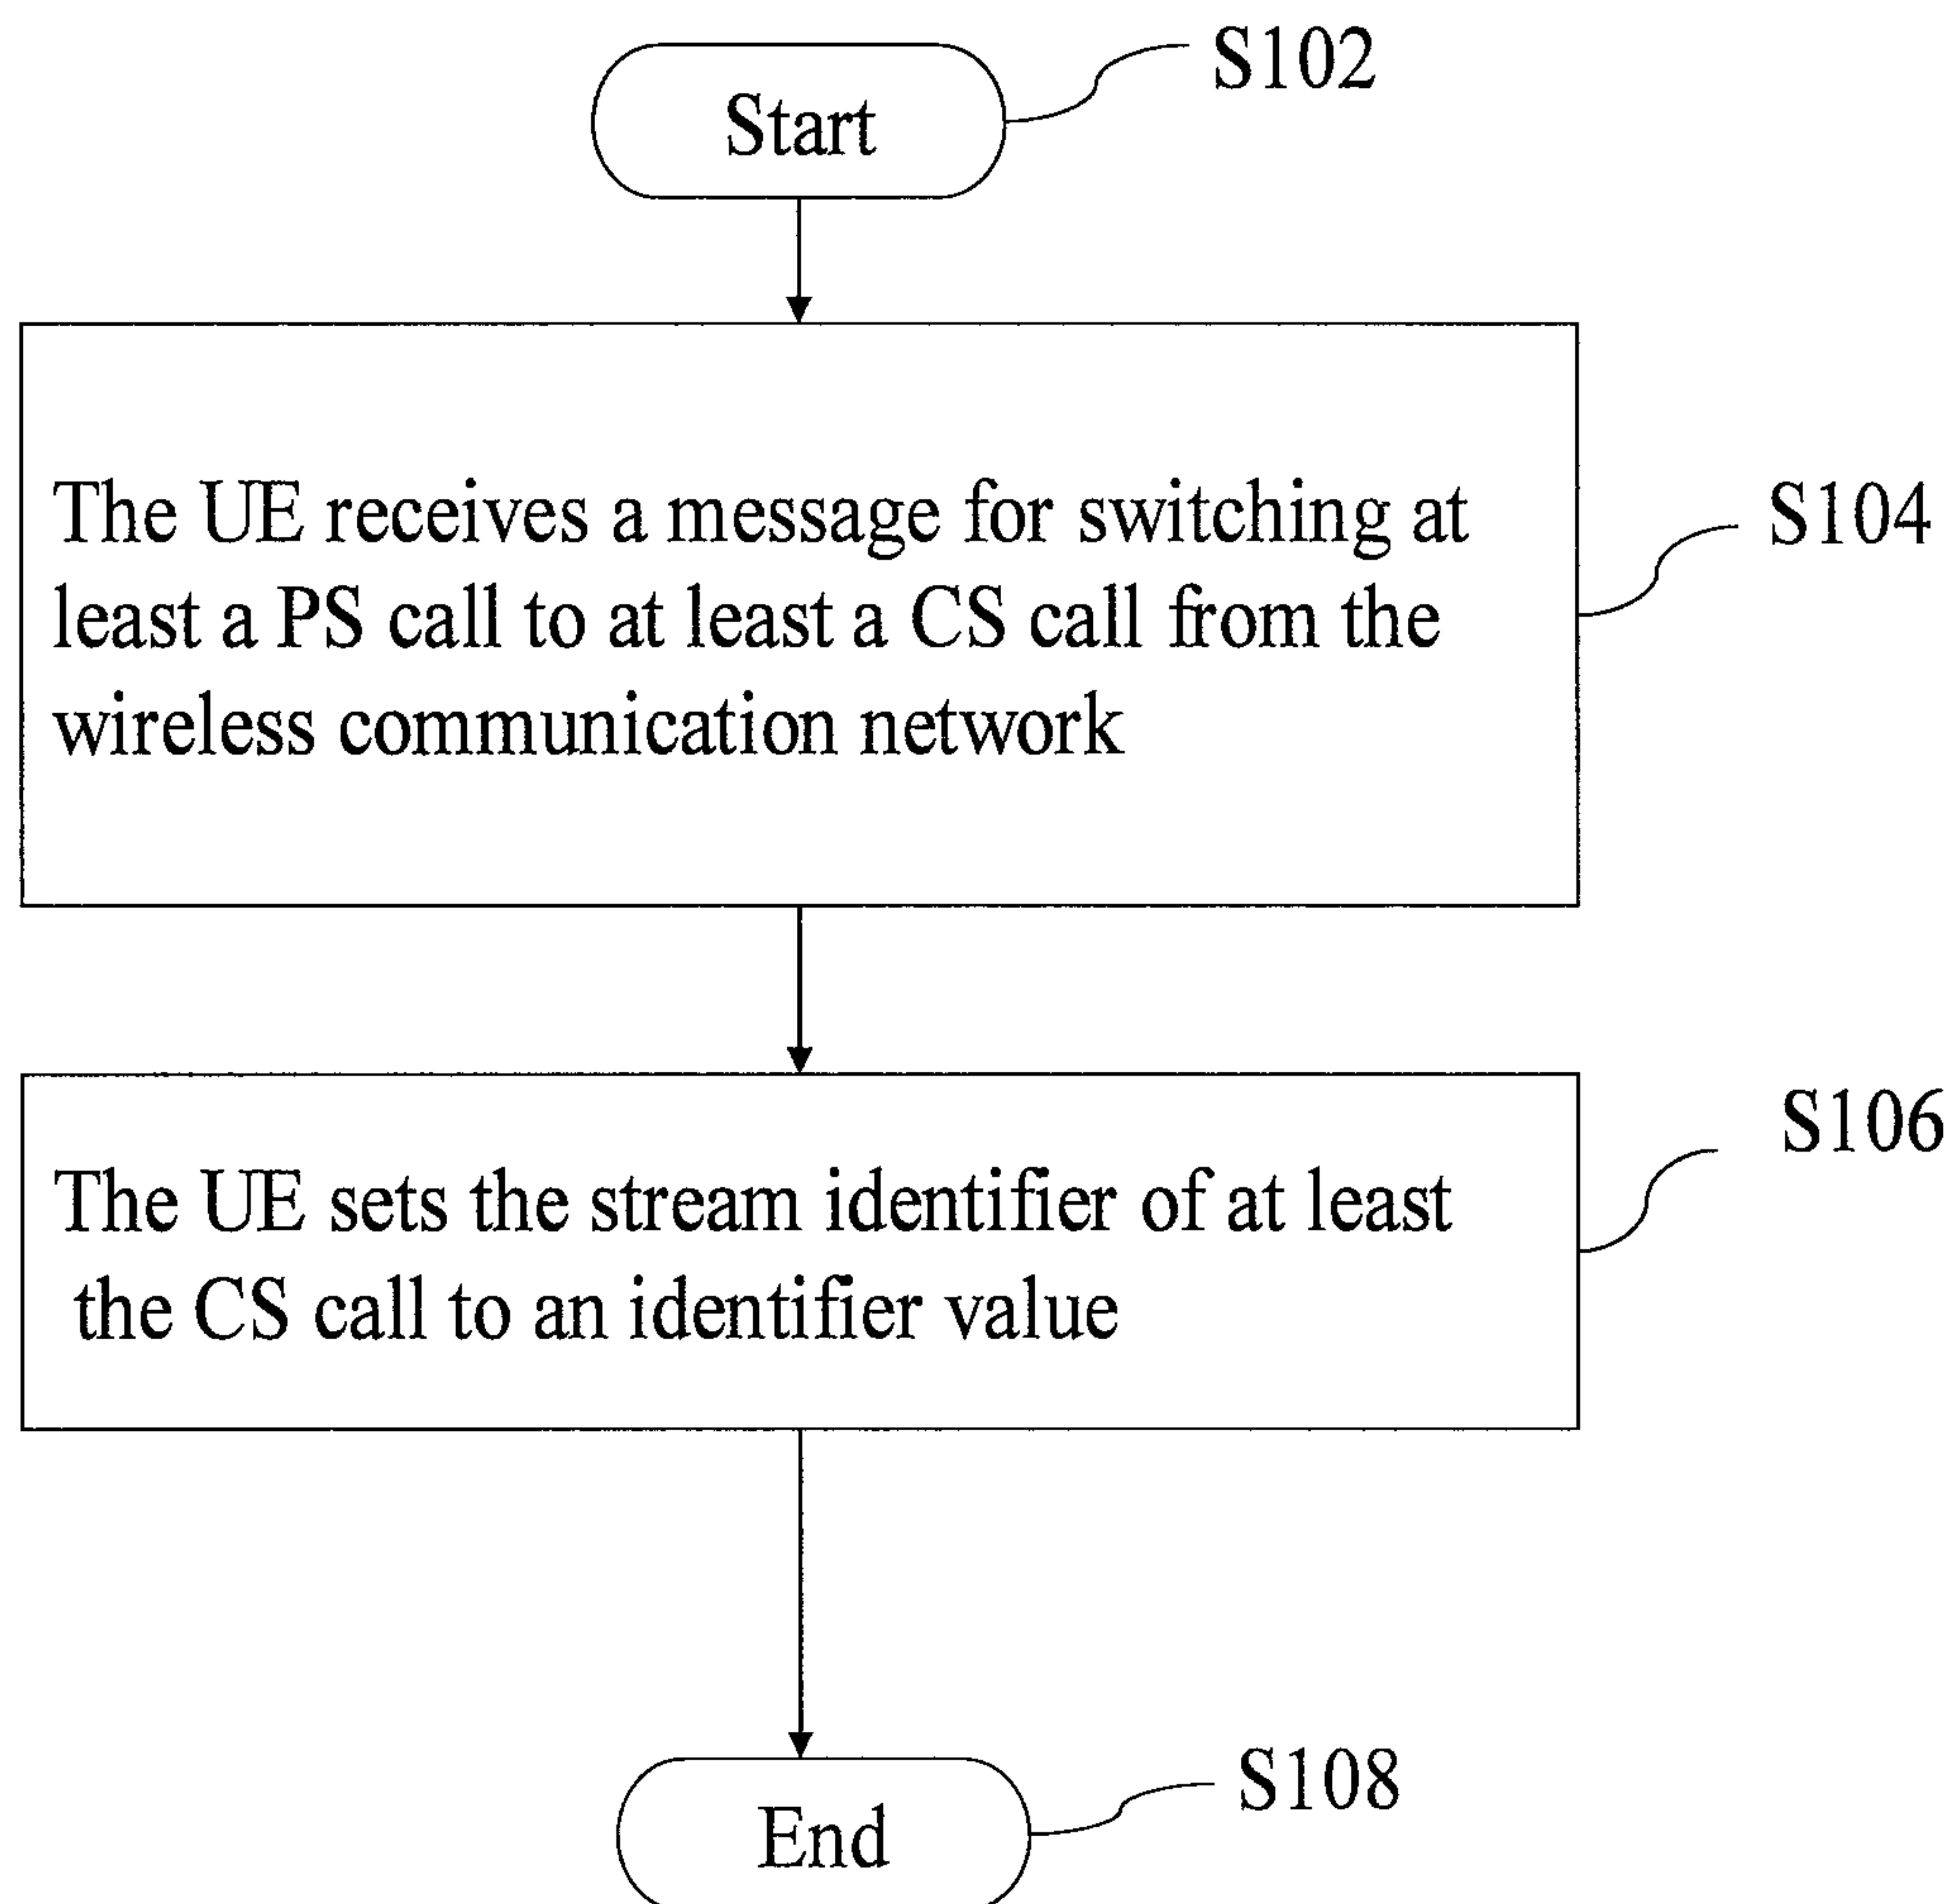 Start
S102
The UE receives a message for switching at
least a PS call to at least a CS call from the
wireless communication network
S104
The UE sets the stream identifier of at least
the CS call to an identifier value
S106
End
S108